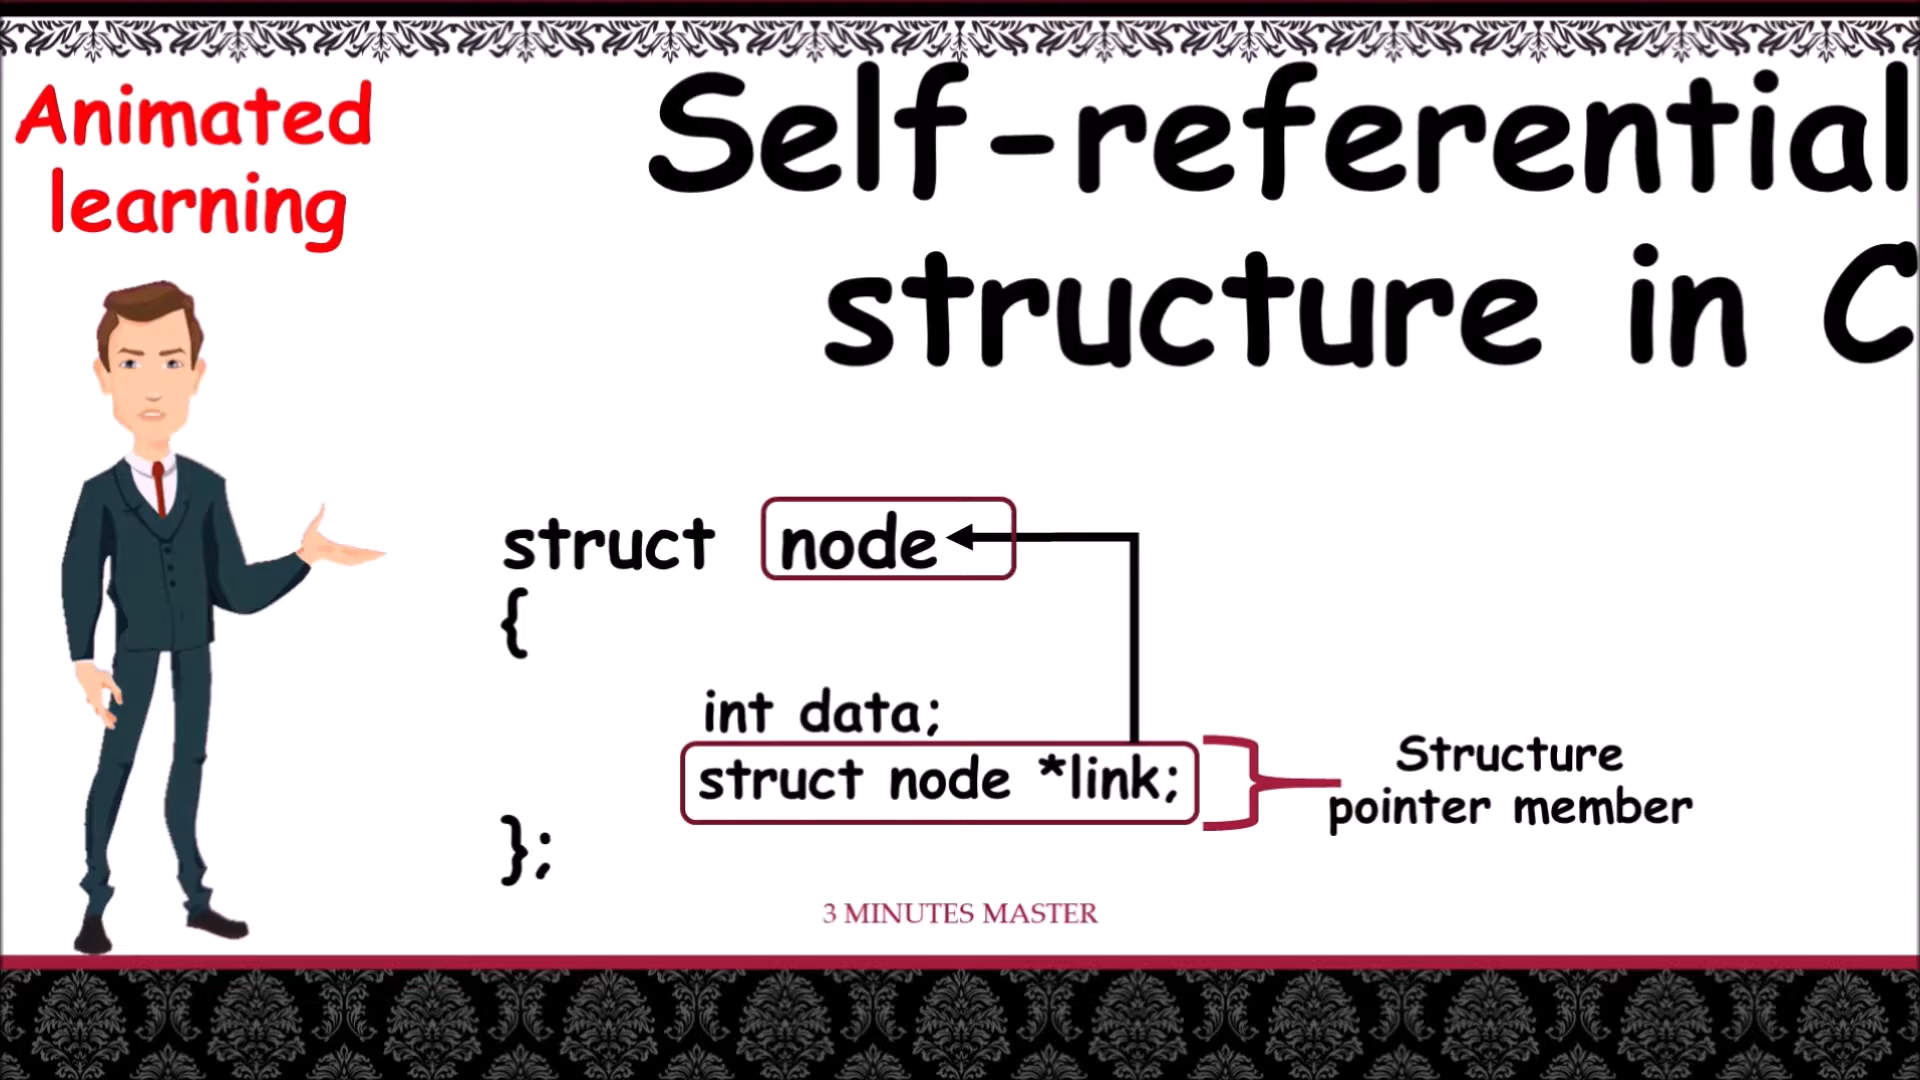 Animated
learning
Self-referential
structure in C
struct node
{
int data;
struct node *link;
};
Structure
pointer member
3 MINUTES MASTER